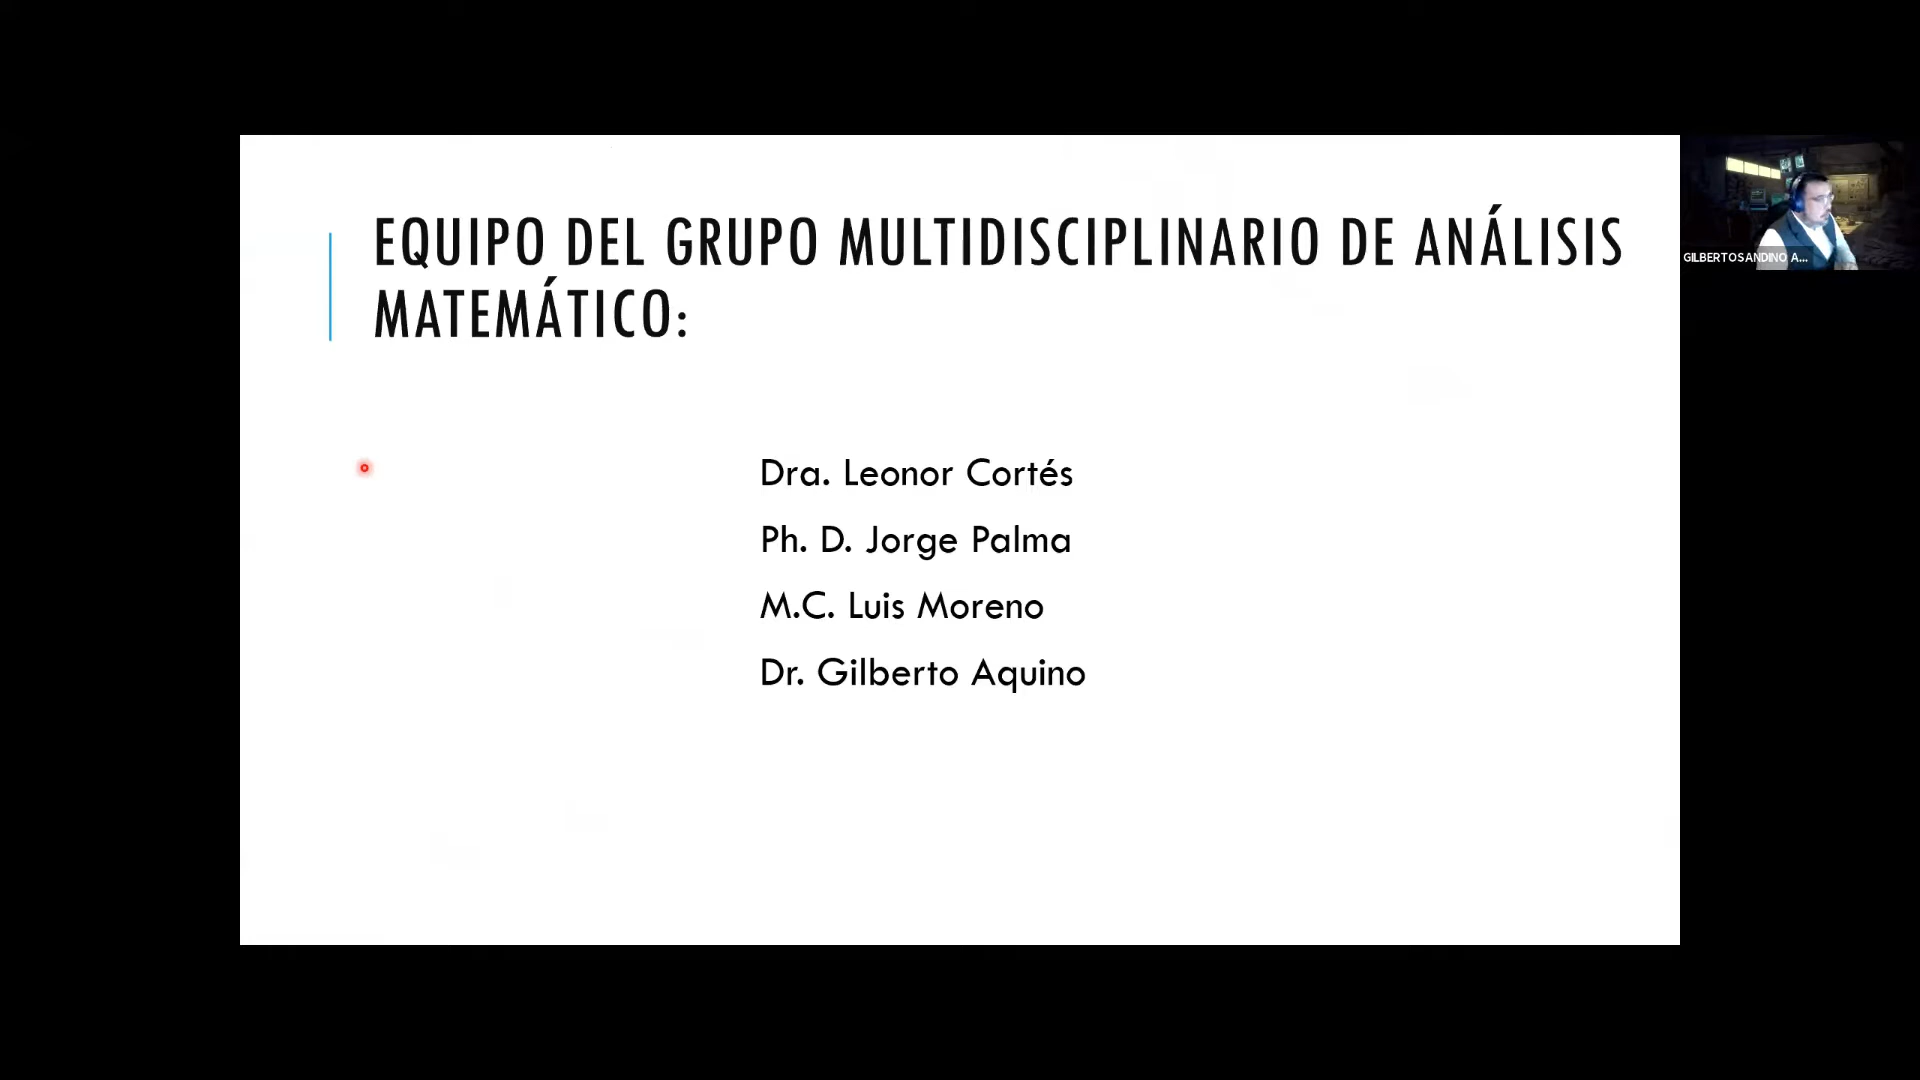 EQUIPO DEL GRUPO MULTIDISCIPLINARIO DE ANÁLISIS
MATEMÁTICO:
Dra. Leonor Cortés
Ph. D. Jorge Palma
M.C. Luis Moreno
Dr. Gilberto Aquino
GILBERTOSANDINO A...